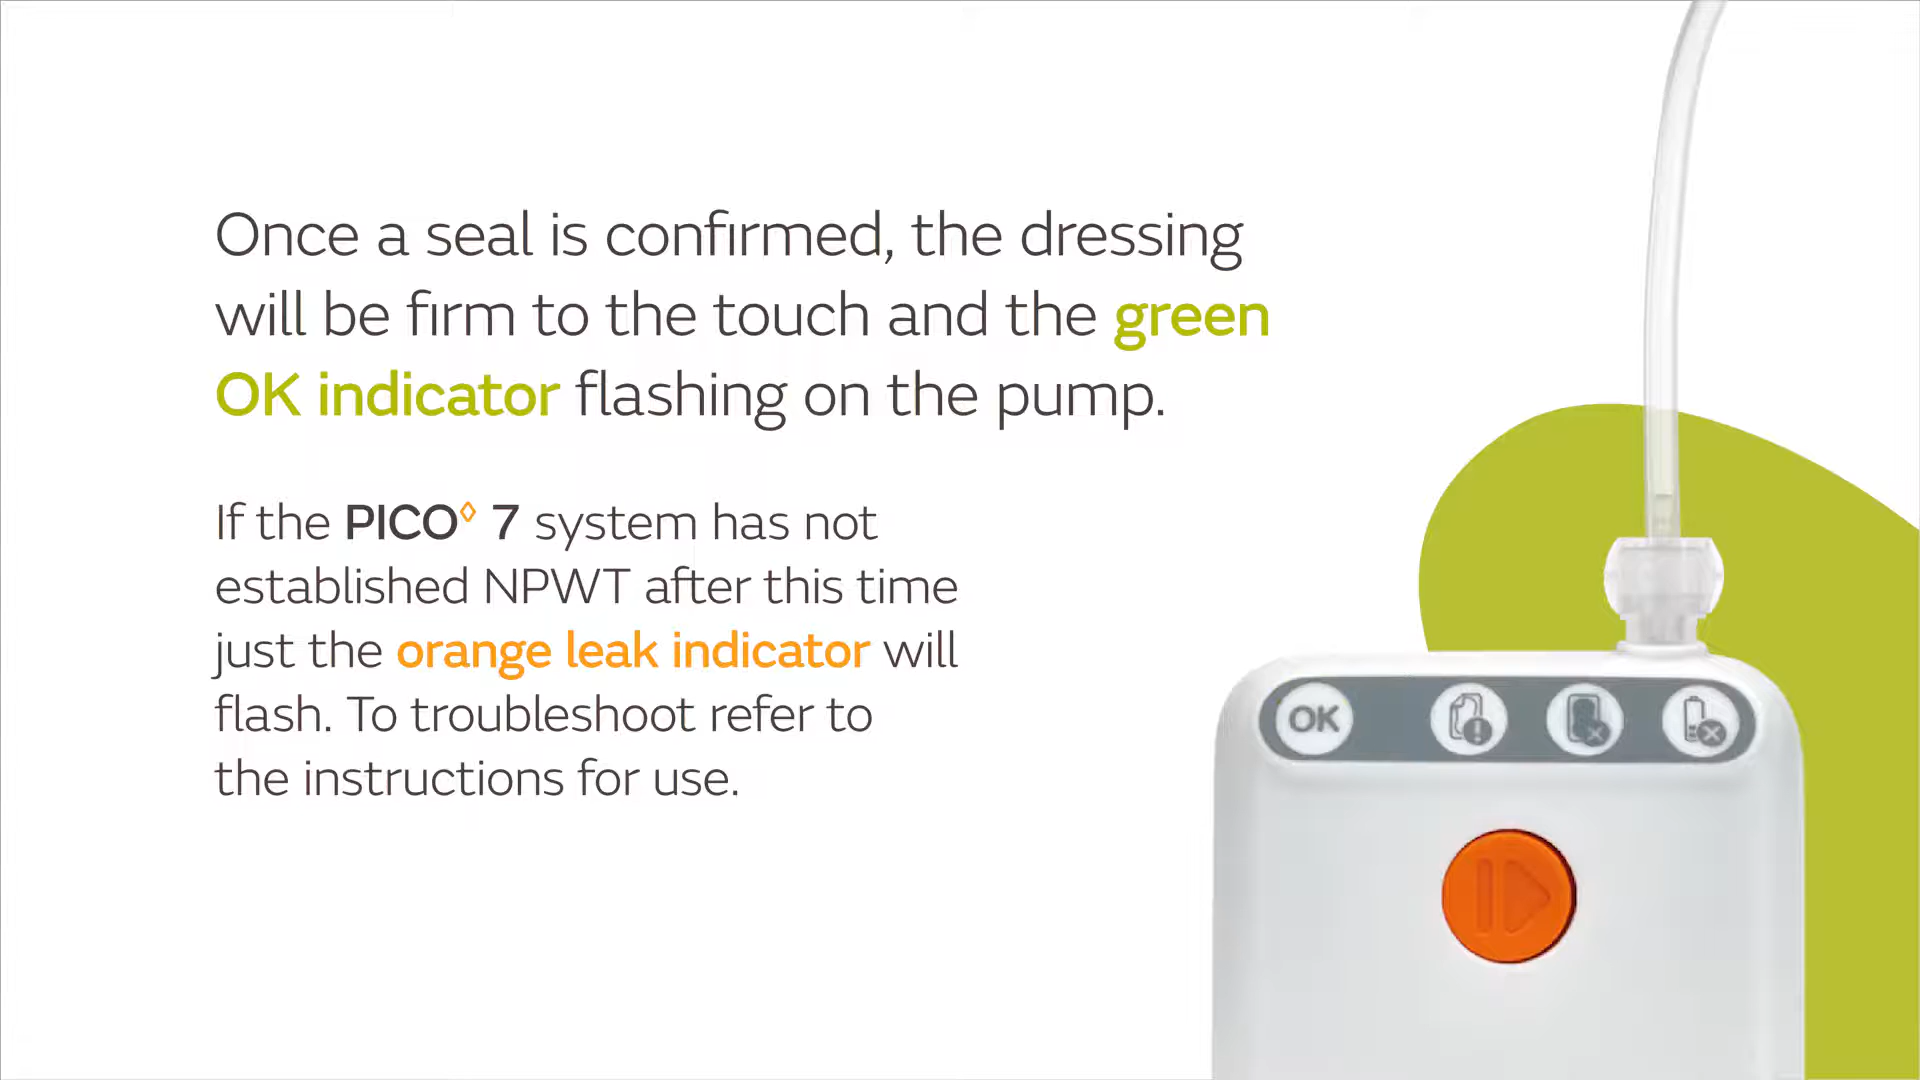 Once a seal is confirmed, the dressing
will be firm to the touch and the green
OK indicator flashing on the pump.
If the PICO◊ 7 system has not
established NPWT after this time
just the orange leak indicator will
flash. To troubleshoot refer to
the instructions for use.
OK